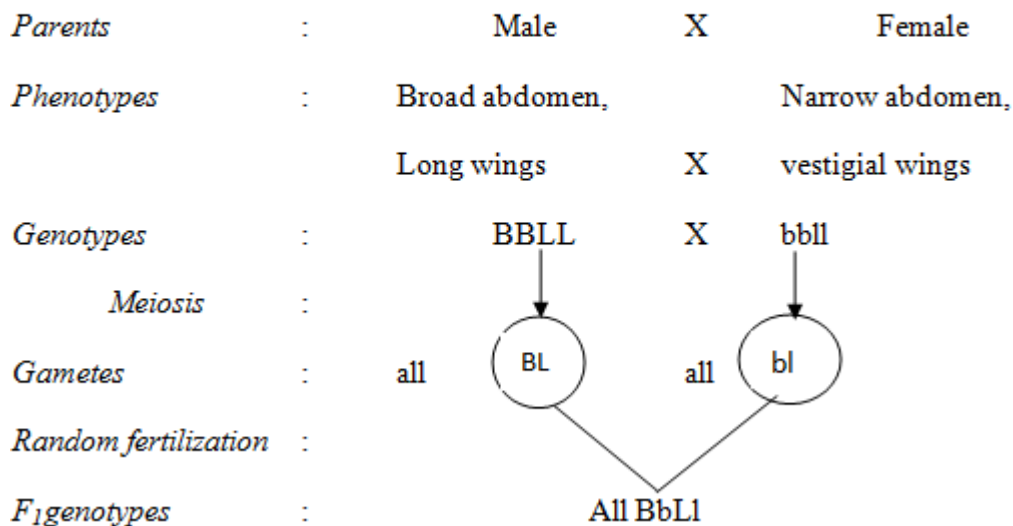 Parents : Male X Female
Phenotypes : Broad abdomen, Narrow abdomen,
Long wings X vestigial wings
Genotypes : BBLL X bbll
Meiosis :
Gametes : all BL all bl
Random fertilization :
F₁genotypes : All BbLl